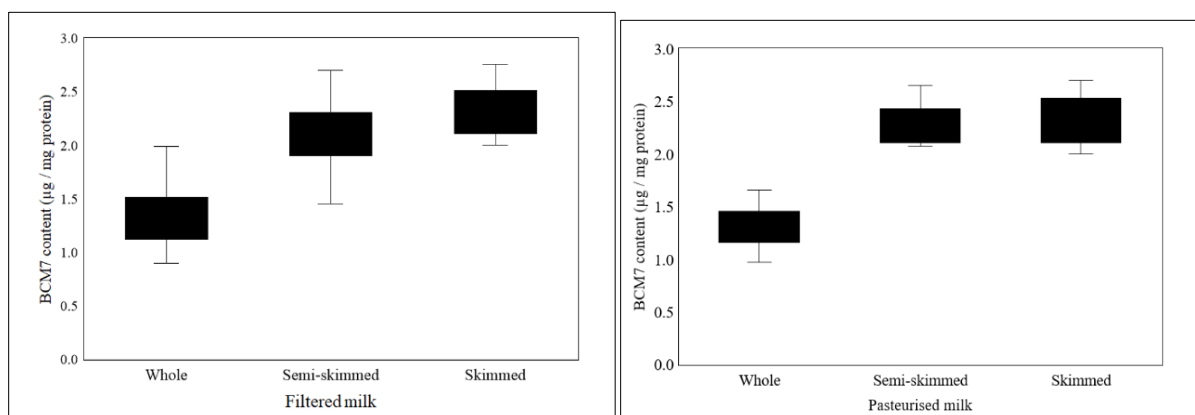 3.0
2.5
2.0
1.5
1.0
0.5
0.0
BCM7 content (µg / mg protein)
Whole Semi-skimmed Skimmed
Filtered milk
3.0
2.5
2.0
1.5
1.0
0.5
0.0
BCM7 content (µg / mg protein)
Whole Semi-skimmed Skimmed
Pasteurised milk